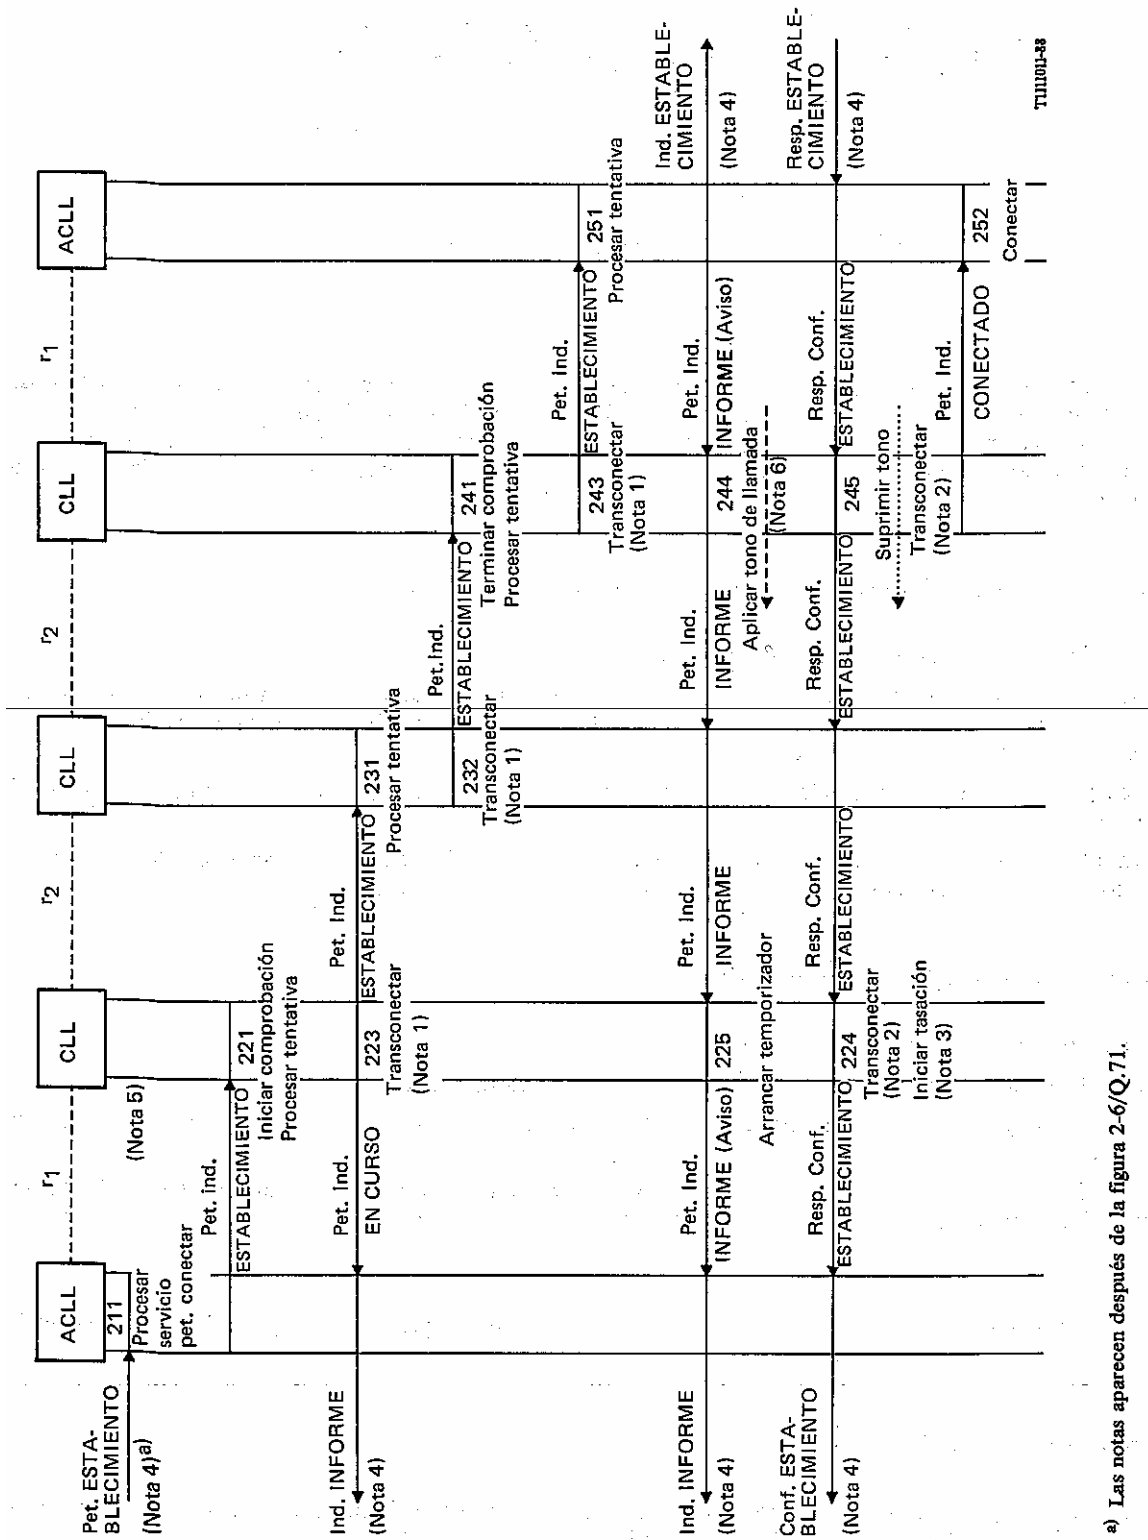 ACLL
r1
CLL
r2
CLL
r2
CLL
r1
ACLL
Pet. ESTA-
BLECIMIENTO
(Nota 4)a)
211
Procesar
servicio
pet. conectar
(Nota 5)
Pet. ind.
ESTABLECIMIENTO
221
Iniciar comprobación
Procesar tentativa
Ind. INFORME
(Nota 4)
Pet. Ind.
EN CURSO
223
Transconectar
(Nota 1)
Pet. Ind.
ESTABLECIMIENTO
231
Procesar tentativa
232
Transconectar
(Nota 1)
Pet. Ind.
ESTABLECIMIENTO
241
Terminar comprobación
Procesar tentativa
243
Transconectar
(Nota 1)
Pet. Ind.
ESTABLECIMIENTO
251
Procesar tentativa
Ind. INFORME
(Nota 4)
Pet. Ind.
INFORME (Aviso)
225
Arrancar temporizador
Pet. Ind.
INFORME
Pet. Ind.
INFORME
244
Aplicar tono de llamada
(Nota 6)
Pet. Ind.
INFORME (Aviso)
Ind. ESTABLE-
CIMIENTO
(Nota 4)
Conf. ESTA-
BLECIMIENTO
(Nota 4)
Resp. Conf.
ESTABLECIMIENTO
224
Transconectar
(Nota 2)
Iniciar tasación
(Nota 3)
Resp. Conf.
ESTABLECIMIENTO
Resp. Conf.
ESTABLECIMIENTO
245
Suprimir tono
Transconectar
(Nota 2)
Resp. Conf.
ESTABLECIMIENTO
Resp. ESTABLE-
CIMIENTO
(Nota 4)
Pet. Ind.
CONECTADO
252
Conectar
T1111011-88
a) Las notas aparecen después de la figura 2-6/Q.71.